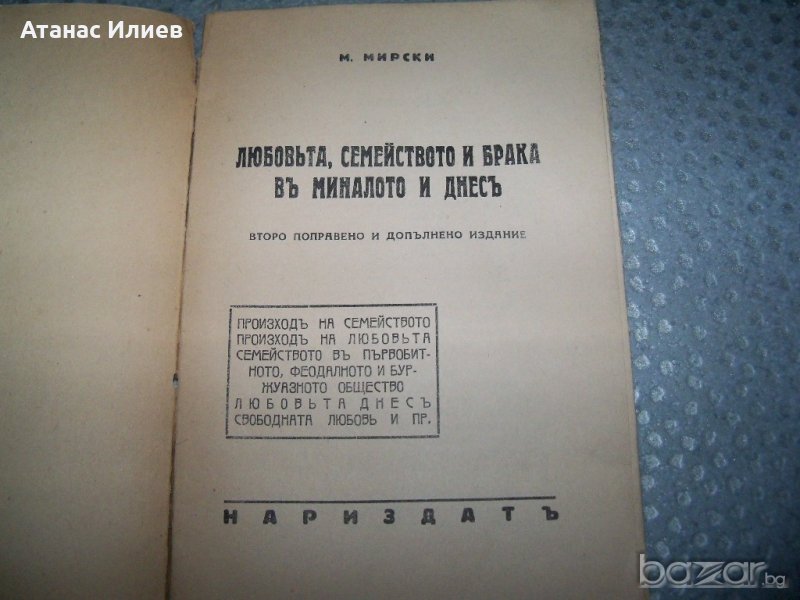 Атанас Илиев
М. МИРСКИ
ЛЮБОВЬТА, СЕМЕЙСТВОТО И БРАКА
ВЪ МИНАЛОТО И ДНЕСЪ
ВТОРО ПОПРАВЕНО И ДОПЪЛНЕНО ИЗДАНИЕ
ПРОИЗХОДЪ НА СЕМЕЙСТВОТО
ПРОИЗХОДЪ НА ЛЮБОВЬТА
СЕМЕЙСТВОТО ВЪ ПЪРВОБИТ-
НОТО, ФЕОДАЛНОТО И БУР-
ЖУАЗНОТО ОБЩЕСТВО
ЛЮБОВЬТА ДНЕСЪ
СВОБОДНАТА ЛЮБОВЬ И ПР.
НАРИЗДАТЪ
bazar.bg